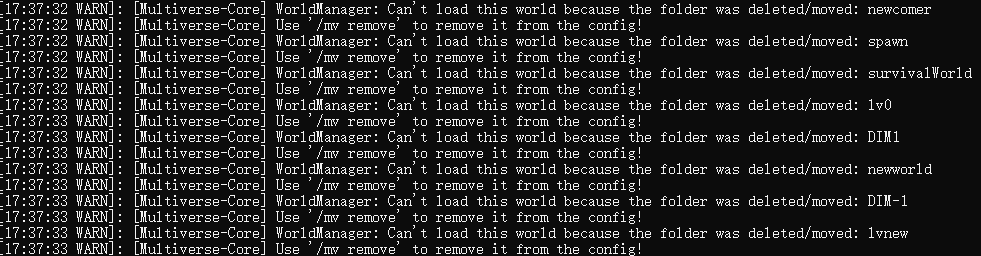 [17:37:32 WARN]: [Multiverse-Core] WorldManager: Can't load this world because the folder was deleted/moved: newcomer
[17:37:32 WARN]: [Multiverse-Core] Use '/mv remove' to remove it from the config!
[17:37:32 WARN]: [Multiverse-Core] WorldManager: Can't load this world because the folder was deleted/moved: spawn
[17:37:32 WARN]: [Multiverse-Core] Use '/mv remove' to remove it from the config!
[17:37:32 WARN]: [Multiverse-Core] WorldManager: Can't load this world because the folder was deleted/moved: survivalWorld
[17:37:32 WARN]: [Multiverse-Core] Use '/mv remove' to remove it from the config!
[17:37:33 WARN]: [Multiverse-Core] WorldManager: Can't load this world because the folder was deleted/moved: lv0
[17:37:33 WARN]: [Multiverse-Core] Use '/mv remove' to remove it from the config!
[17:37:33 WARN]: [Multiverse-Core] WorldManager: Can't load this world because the folder was deleted/moved: DIM1
[17:37:33 WARN]: [Multiverse-Core] Use '/mv remove' to remove it from the config!
[17:37:33 WARN]: [Multiverse-Core] WorldManager: Can't load this world because the folder was deleted/moved: newworld
[17:37:33 WARN]: [Multiverse-Core] Use '/mv remove' to remove it from the config!
[17:37:33 WARN]: [Multiverse-Core] WorldManager: Can't load this world because the folder was deleted/moved: DIM-1
[17:37:33 WARN]: [Multiverse-Core] Use '/mv remove' to remove it from the config!
[17:37:33 WARN]: [Multiverse-Core] WorldManager: Can't load this world because the folder was deleted/moved: lvnew
[17:37:33 WARN]: [Multiverse-Core] Use '/mv remove' to remove it from the config!